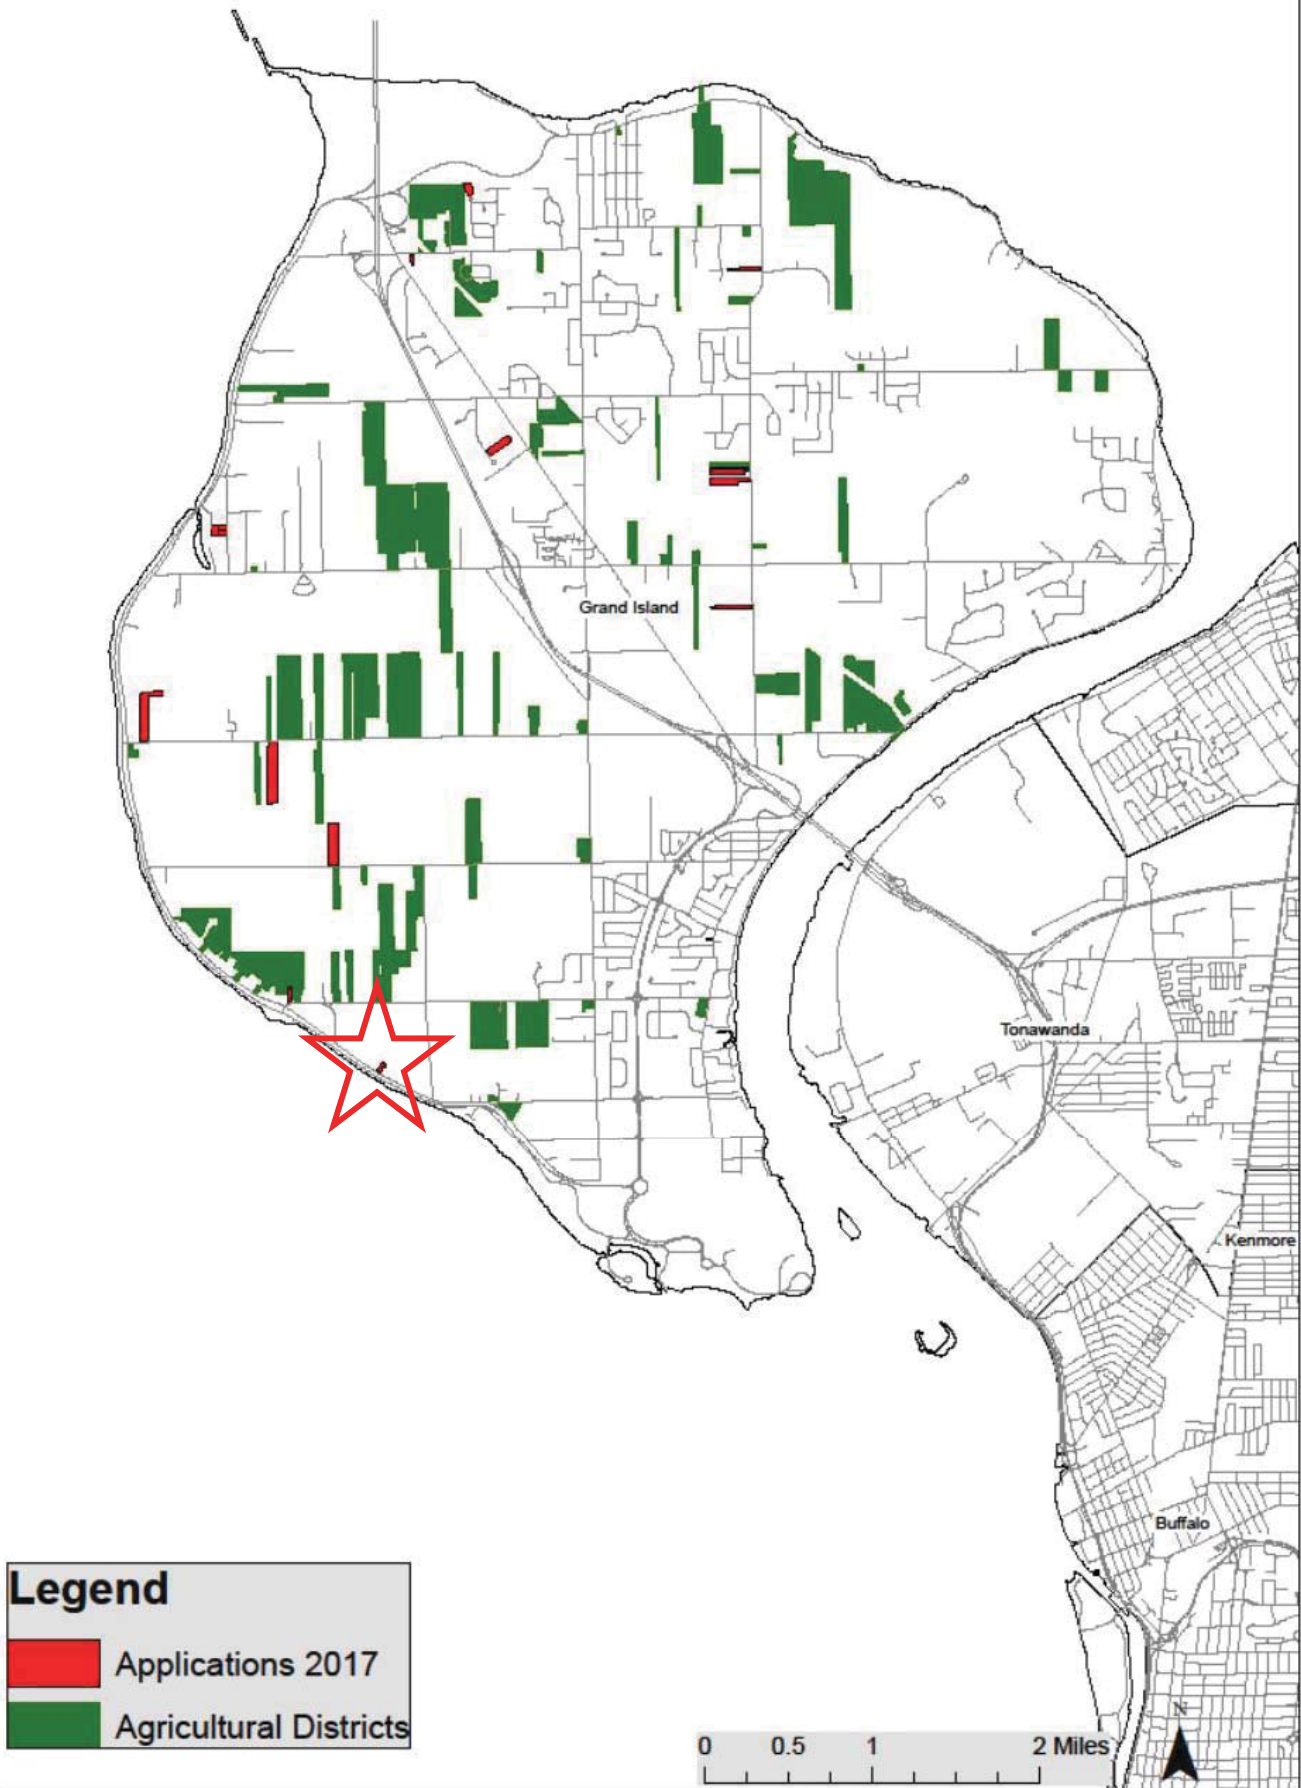 Grand Island
Tonawanda
Kenmore
Buffalo
Legend
Applications 2017
Agricultural Districts
0 0.5 1 2 Miles
N